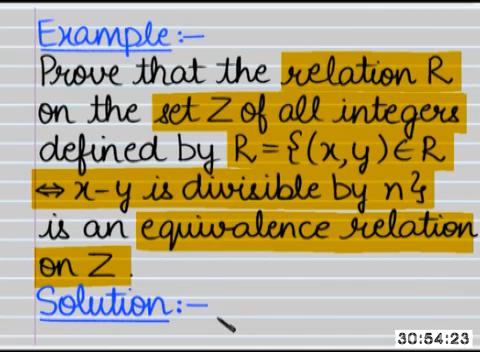 Example:-
Prove that the relation R
on the set Z of all integers
defined by R={(x,y)∈R
⇔ x-y is divisible by n}
is an equivalence relation
on Z.
Solution:-
30:54:23